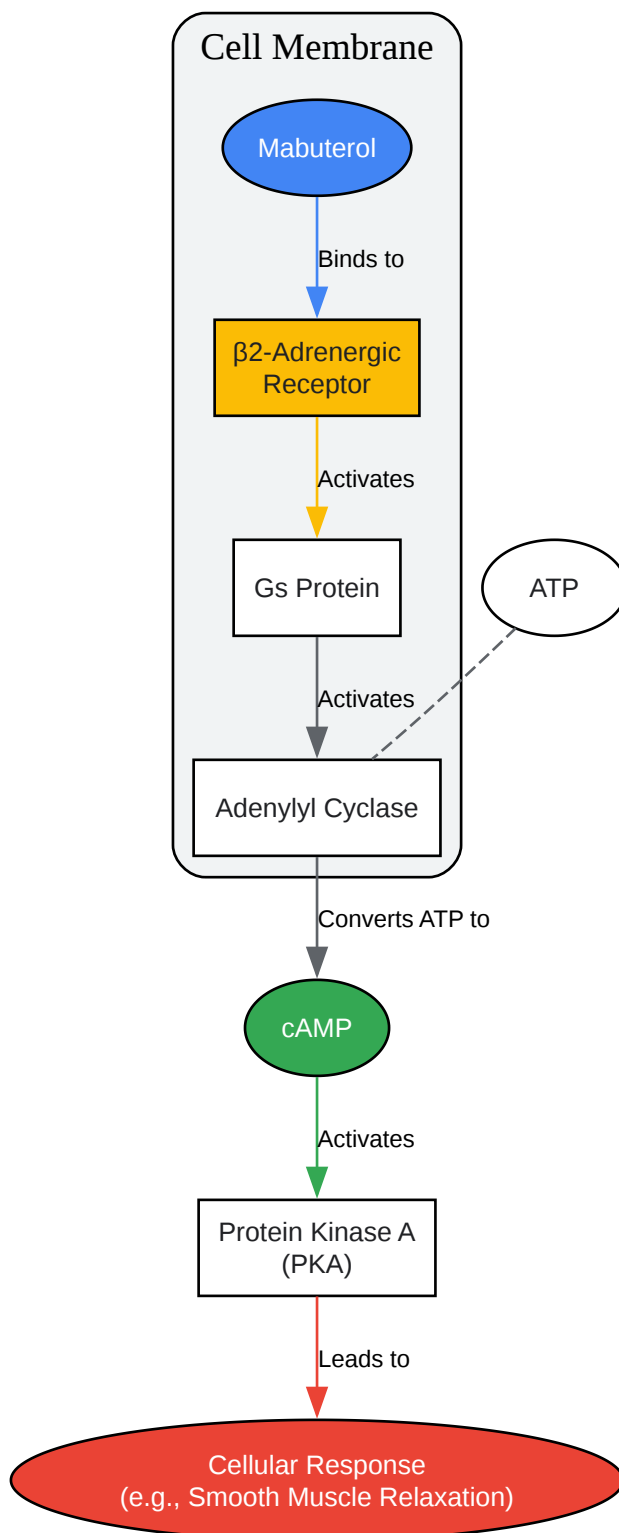 Cell Membrane
Mabuterol
Binds to
β2-Adrenergic
Receptor
Activates
Gs Protein
ATP
Activates
Adenylyl Cyclase
Converts ATP to
cAMP
Activates
Protein Kinase A
(PKA)
Leads to
Cellular Response
(e.g., Smooth Muscle Relaxation)